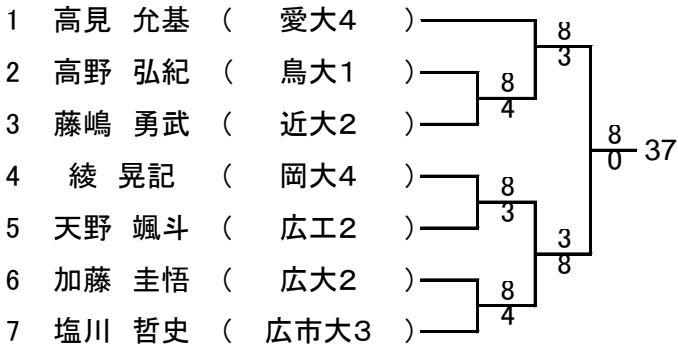 1 高見 允基 ( 愛大4 )
8
3
2 高野 弘紀 ( 鳥大1 )
8
4
3 藤嶋 勇武 ( 近大2 )
8
0
37
4 綾 晃記 ( 岡大4 )
8
3
5 天野 颯斗 ( 広工2 )
3
8
6 加藤 圭悟 ( 広大2 )
8
4
7 塩川 哲史 ( 広市大3 )